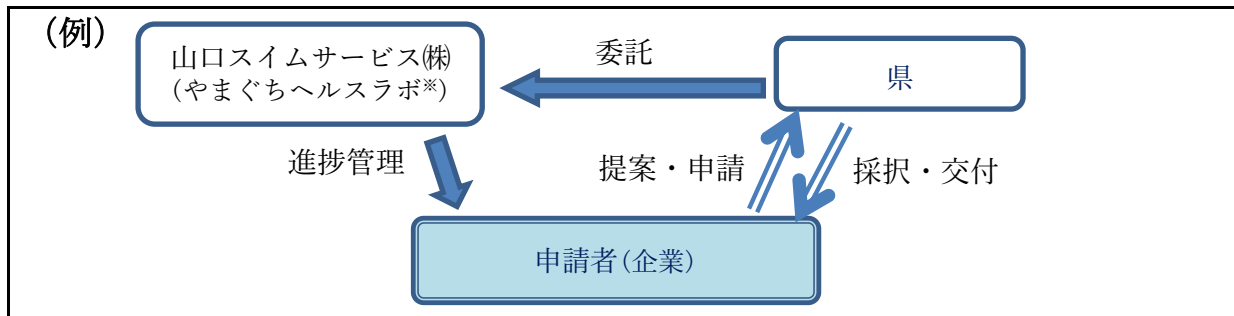 （例）
山口スイムサービス㈱
（やまぐちヘルスラボ※）
委託
県
進捗管理
提案・申請
採択・交付
申請者（企業）